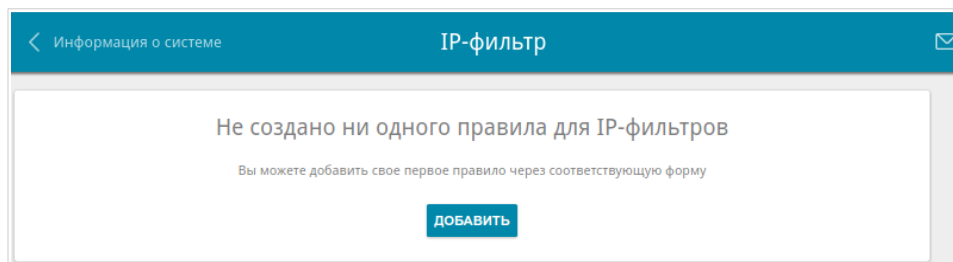 Информация о системе
IP-фильтр
Не создано ни одного правила для IP-фильтров
Вы можете добавить свое первое правило через соответствующую форму
ДОБАВИТЬ